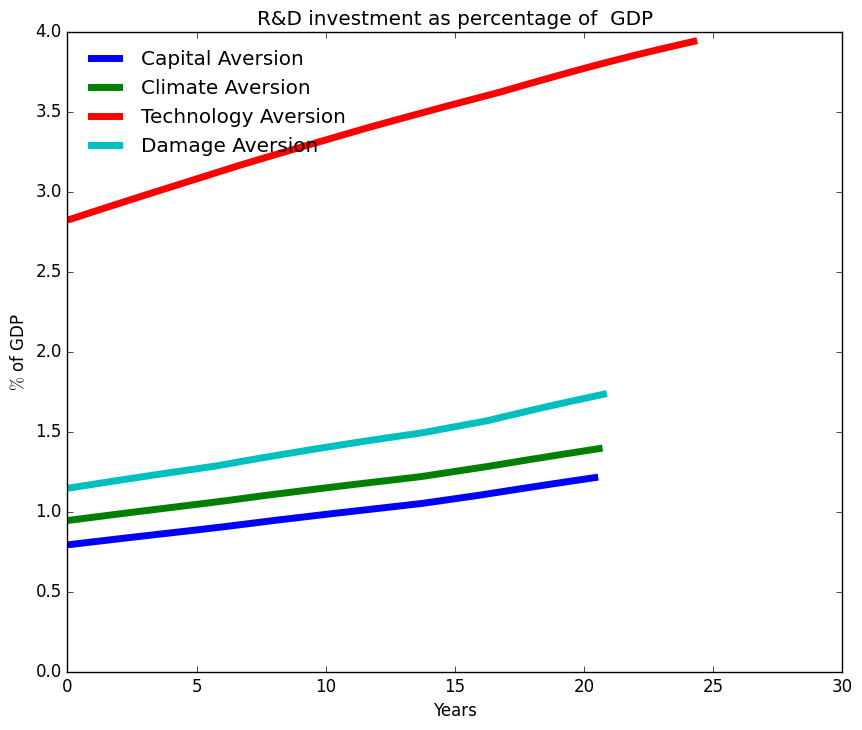 R&D investment as percentage of  GDP
4.0
3.5
3.0
2.5
2.0
1.5
1.0
0.5
0.0
% of GDP
Capital Aversion
Climate Aversion
Technology Aversion
Damage Aversion
0 5 10 15 20 25 30
Years